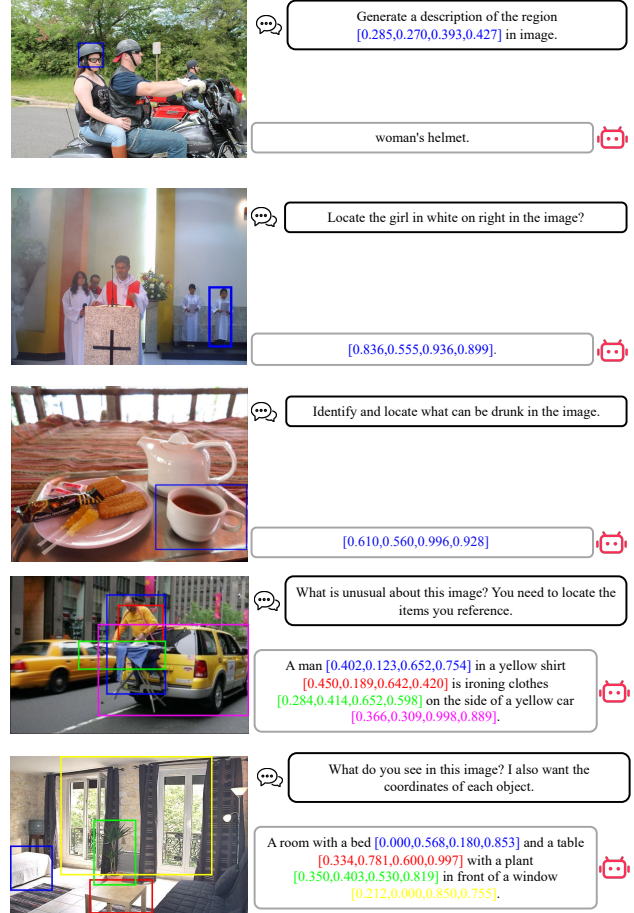 Generate a description of the region
[0.285,0.270,0.393,0.427] in image.
woman's helmet.
Locate the girl in white on right in the image?
[0.836,0.555,0.936,0.899].
Identify and locate what can be drunk in the image.
[0.610,0.560,0.996,0.928]
What is unusual about this image? You need to locate the
items you reference.
A man [0.402,0.123,0.652,0.754] in a yellow shirt
[0.450,0.189,0.642,0.420] is ironing clothes
[0.284,0.414,0.652,0.598] on the side of a yellow car
[0.366,0.309,0.998,0.889].
What do you see in this image? I also want the
coordinates of each object.
A room with a bed [0.000,0.568,0.180,0.853] and a table
[0.334,0.781,0.600,0.997] with a plant
[0.350,0.403,0.530,0.819] in front of a window
[0.212,0.000,0.850,0.755].